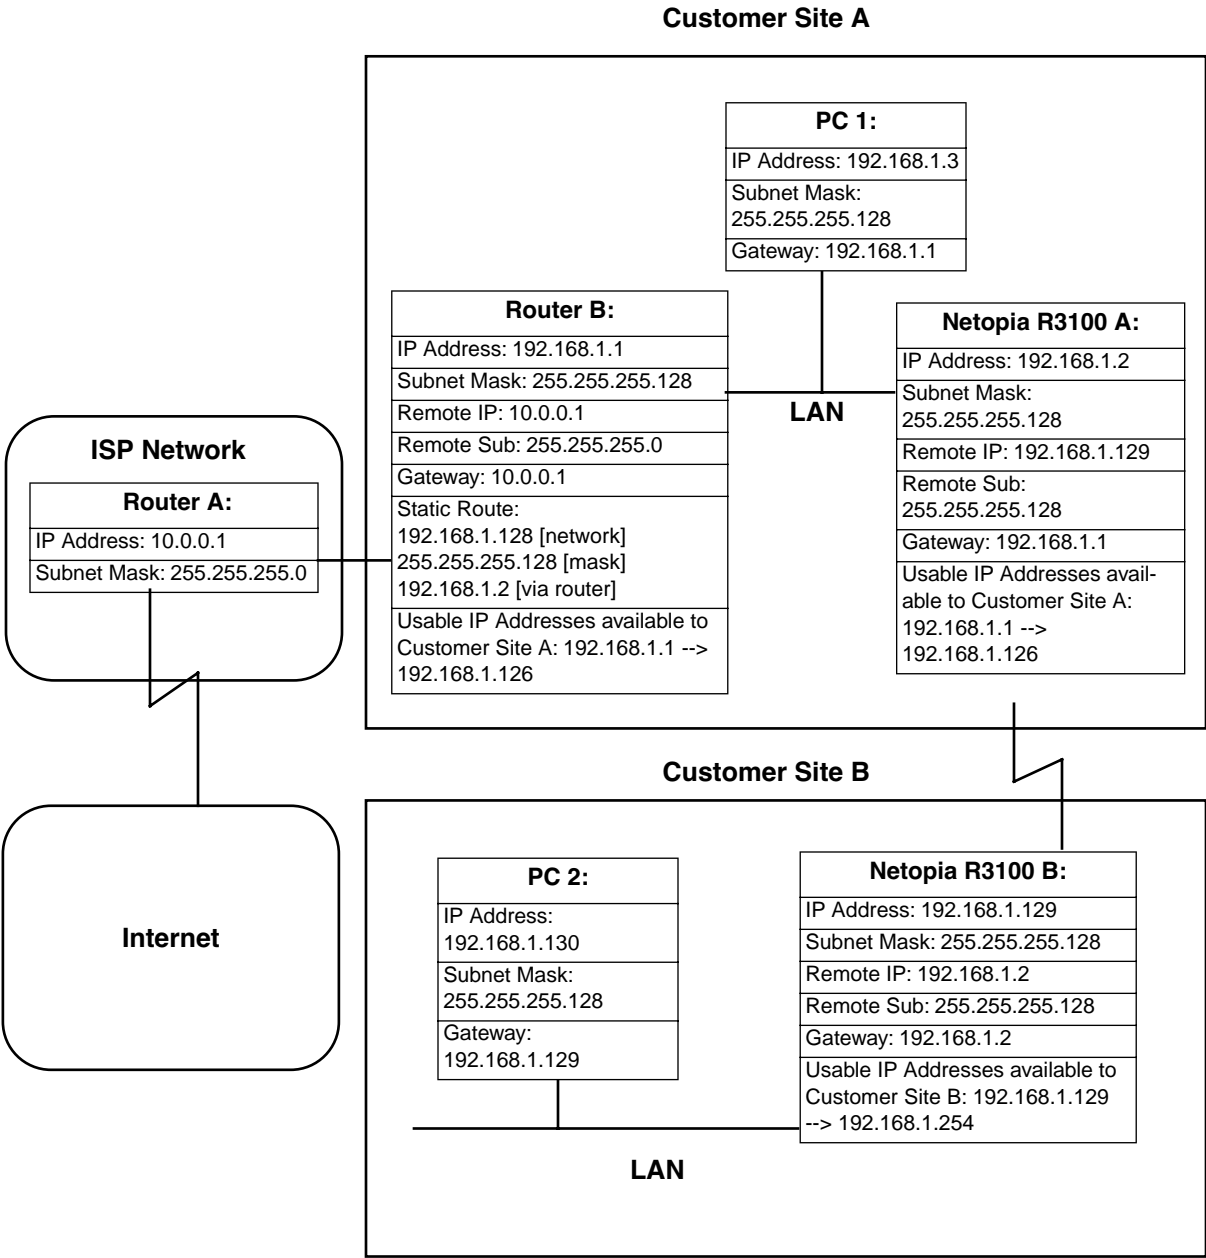 Customer Site A
PC 1:
IP Address: 192.168.1.3
Subnet Mask:
255.255.255.128
Gateway: 192.168.1.1
Router B:
IP Address: 192.168.1.1
Subnet Mask: 255.255.255.128
Remote IP: 10.0.0.1
Remote Sub: 255.255.255.0
Gateway: 10.0.0.1
Static Route:
192.168.1.128 [network]
255.255.255.128 [mask]
192.168.1.2 [via router]
Usable IP Addresses available to
Customer Site A: 192.168.1.1 -->
192.168.1.126
LAN
Netopia R3100 A:
IP Address: 192.168.1.2
Subnet Mask:
255.255.255.128
Remote IP: 192.168.1.129
Remote Sub:
255.255.255.128
Gateway: 192.168.1.1
Usable IP Addresses avail-
able to Customer Site A:
192.168.1.1 -->
192.168.1.126
ISP Network
Router A:
IP Address: 10.0.0.1
Subnet Mask: 255.255.255.0
Internet
Customer Site B
PC 2:
IP Address:
192.168.1.130
Subnet Mask:
255.255.255.128
Gateway:
192.168.1.129
Netopia R3100 B:
IP Address: 192.168.1.129
Subnet Mask: 255.255.255.128
Remote IP: 192.168.1.2
Remote Sub: 255.255.255.128
Gateway: 192.168.1.2
Usable IP Addresses available to
Customer Site B: 192.168.1.129
--> 192.168.1.254
LAN